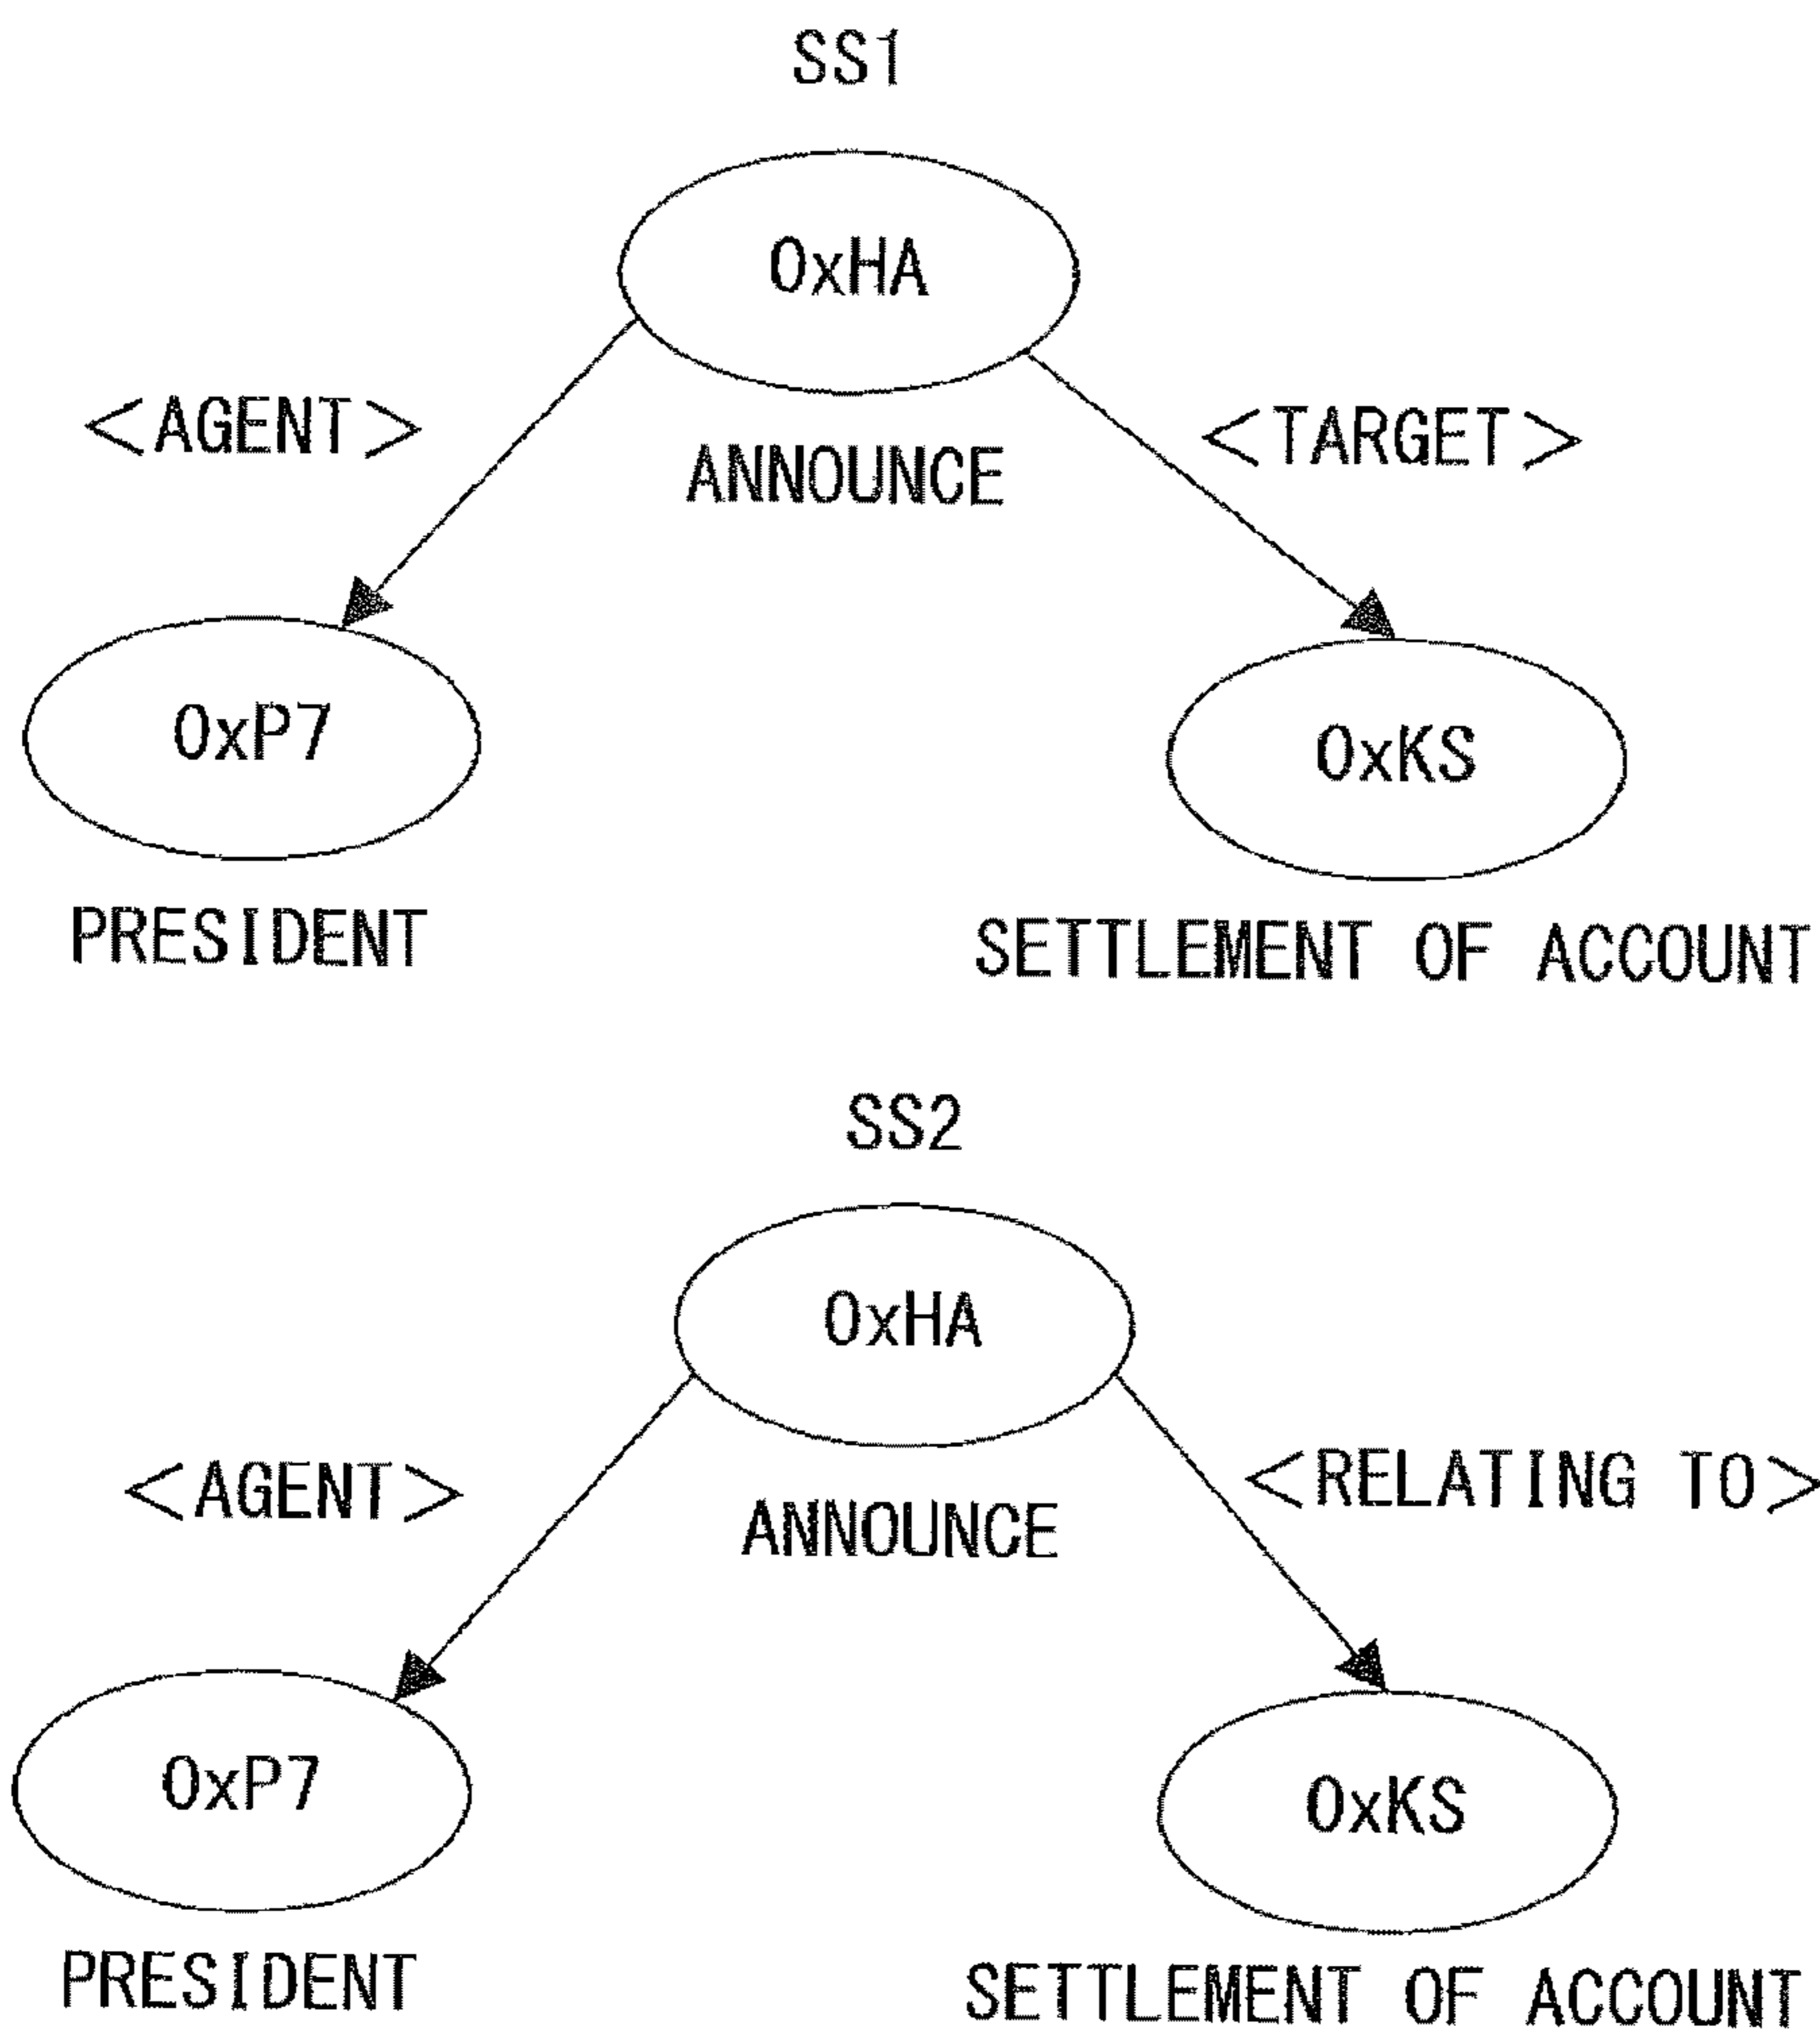 SS1
0xHA
<AGENT>
ANNOUNCE
<TARGET>
0xP7
0xKS
PRESIDENT
SETTLEMENT OF ACCOUNT
SS2
0xHA
<AGENT>
ANNOUNCE
<RELATING TO>
0xP7
0xKS
PRESIDENT
SETTLEMENT OF ACCOUNT